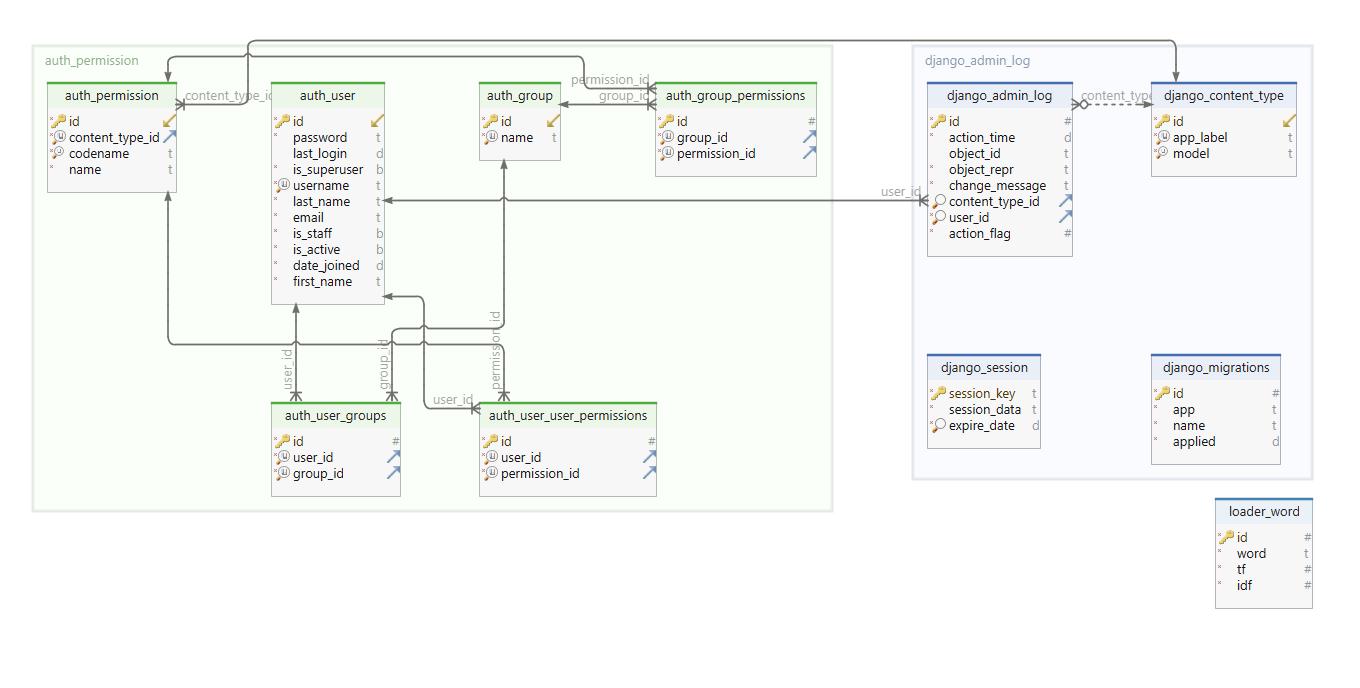 auth_permission
django_admin_log
auth_permission
id
content_type_id
codename t
name t
content_type_id
auth_user
id
password t
last_login d
is_superuser b
username t
last_name t
email t
is_staff b
is_active b
date_joined d
first_name t
auth_group
id
name t
permission_id
group_id
auth_group_permissions
id #
group_id
permission_id
user_id
django_admin_log
id #
action_time d
object_id t
object_repr t
change_message t
content_type_id
user_id
action_flag #
content_type
django_content_type
id
app_label t
model t
user_id
group_id
permission_id
user_id
auth_user_groups
id #
user_id
group_id
auth_user_user_permissions
id #
user_id
permission_id
django_session
session_key t
session_data t
expire_date d
django_migrations
id #
app t
name t
applied d
loader_word
id #
word t
tf #
idf #